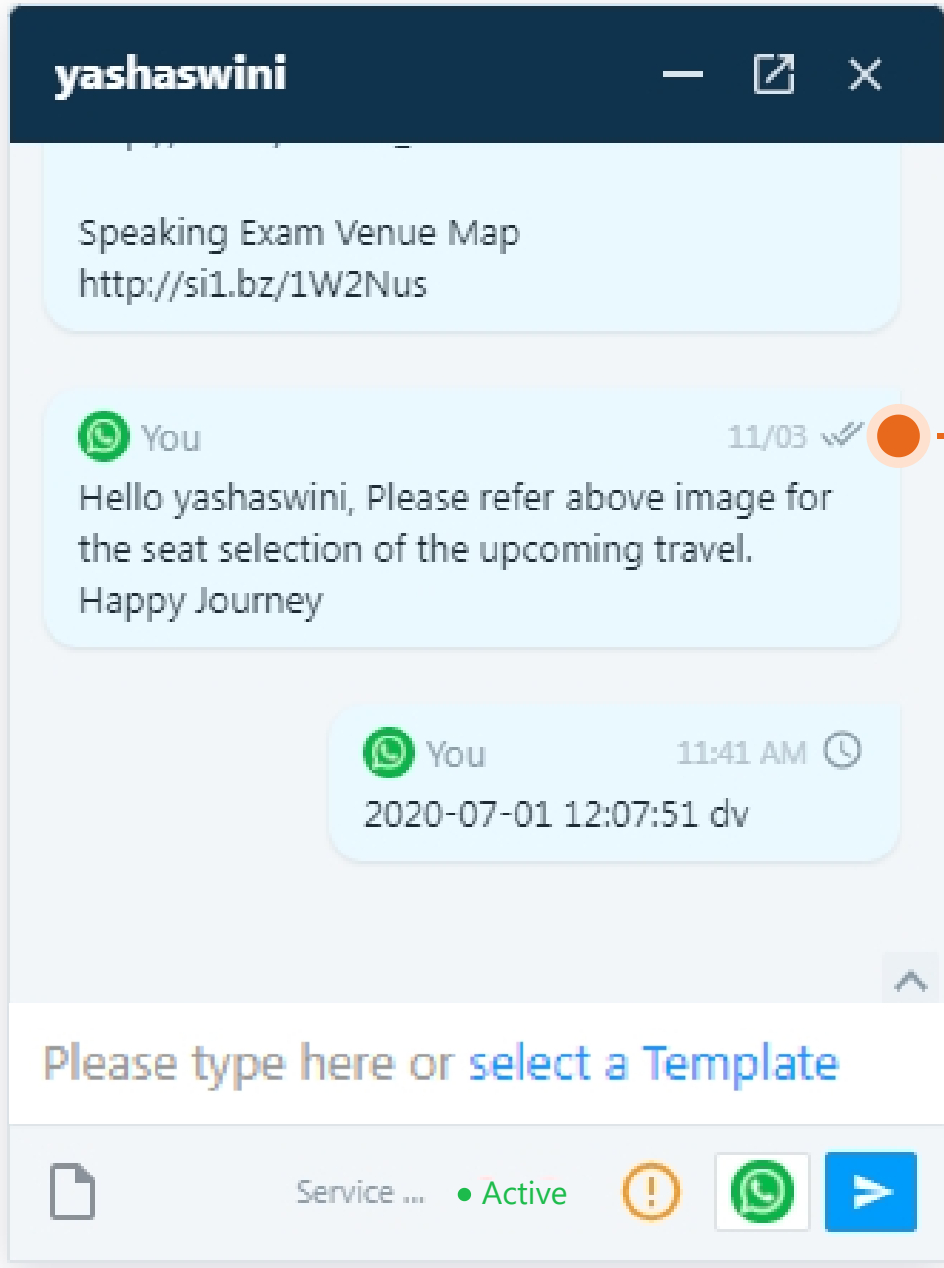 yashaswini
Speaking Exam Venue Map
http://si1.bz/1W2Nus
You 11/03
Hello yashaswini, Please refer above image for
the seat selection of the upcoming travel.
Happy Journey
You 11:41 AM
2020-07-01 12:07:51 dv
Please type here or select a Template
Service ... • Active